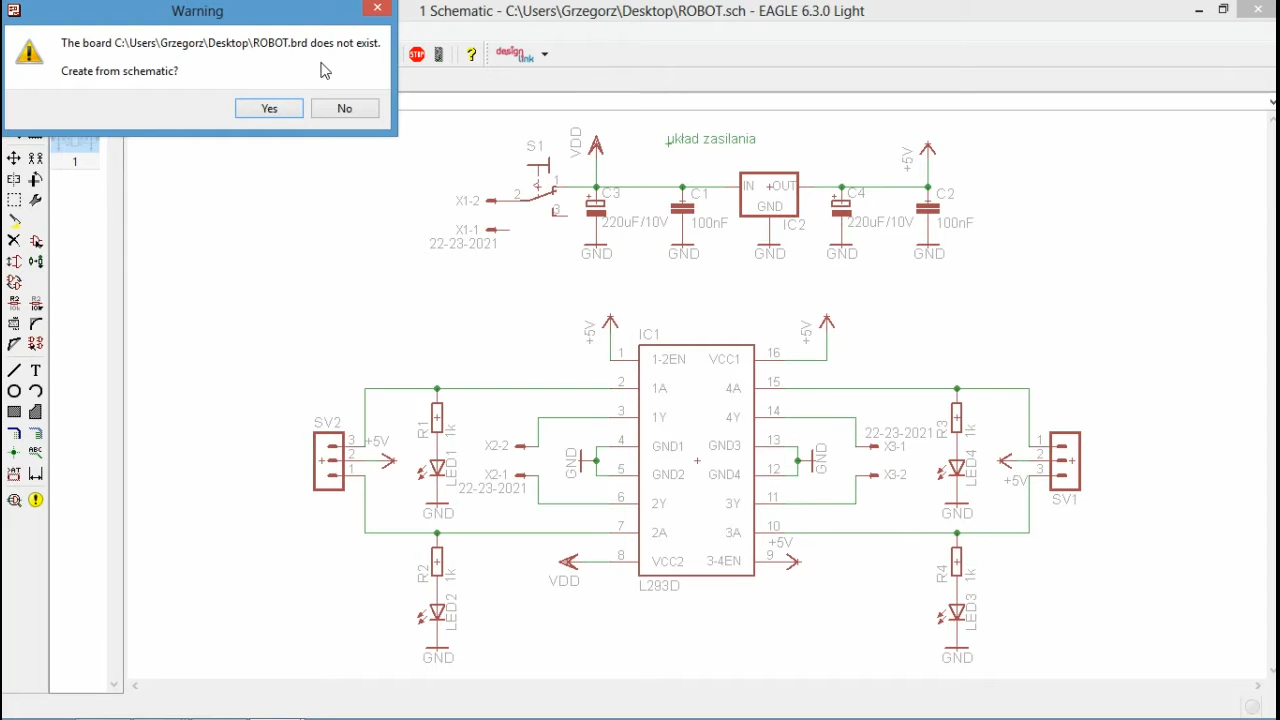 Warning
1 Schematic - C:\Users\Grzegorz\Desktop\ROBOT.sch - EAGLE 6.3.0 Light
The board C:\Users\Grzegorz\Desktop\ROBOT.brd does not exist.
Create from schematic?
Yes No
STOP ? design link
1
układ zasilania
S1 VDD +5V
X1-2 2 1 3
X1-1
22-23-2021
C3 C1 IN OUT C4 C2
220uF/10V 100nF GND IC2 220uF/10V 100nF
GND GND GND GND GND
+5V IC1 +5V
1 1-2EN VCC1 16
2 1A 4A 15
3 1Y 4Y 14
4 GND1 GND3 13
5 GND2 GND4 12
6 2Y 3Y 11
7 2A 3A 10
8 VCC2 3-4EN 9
L293D
VDD
+5V
GND
GND
SV2
3 +5V
2
1
R1 1k
LED1
GND
X2-2
X2-1
22-23-2021
R2 1k
LED2
GND
22-23-2021
X3-1
X3-2
R3 1k
LED4
GND
1
2
3
+5V
SV1
R4 1k
LED3
GND